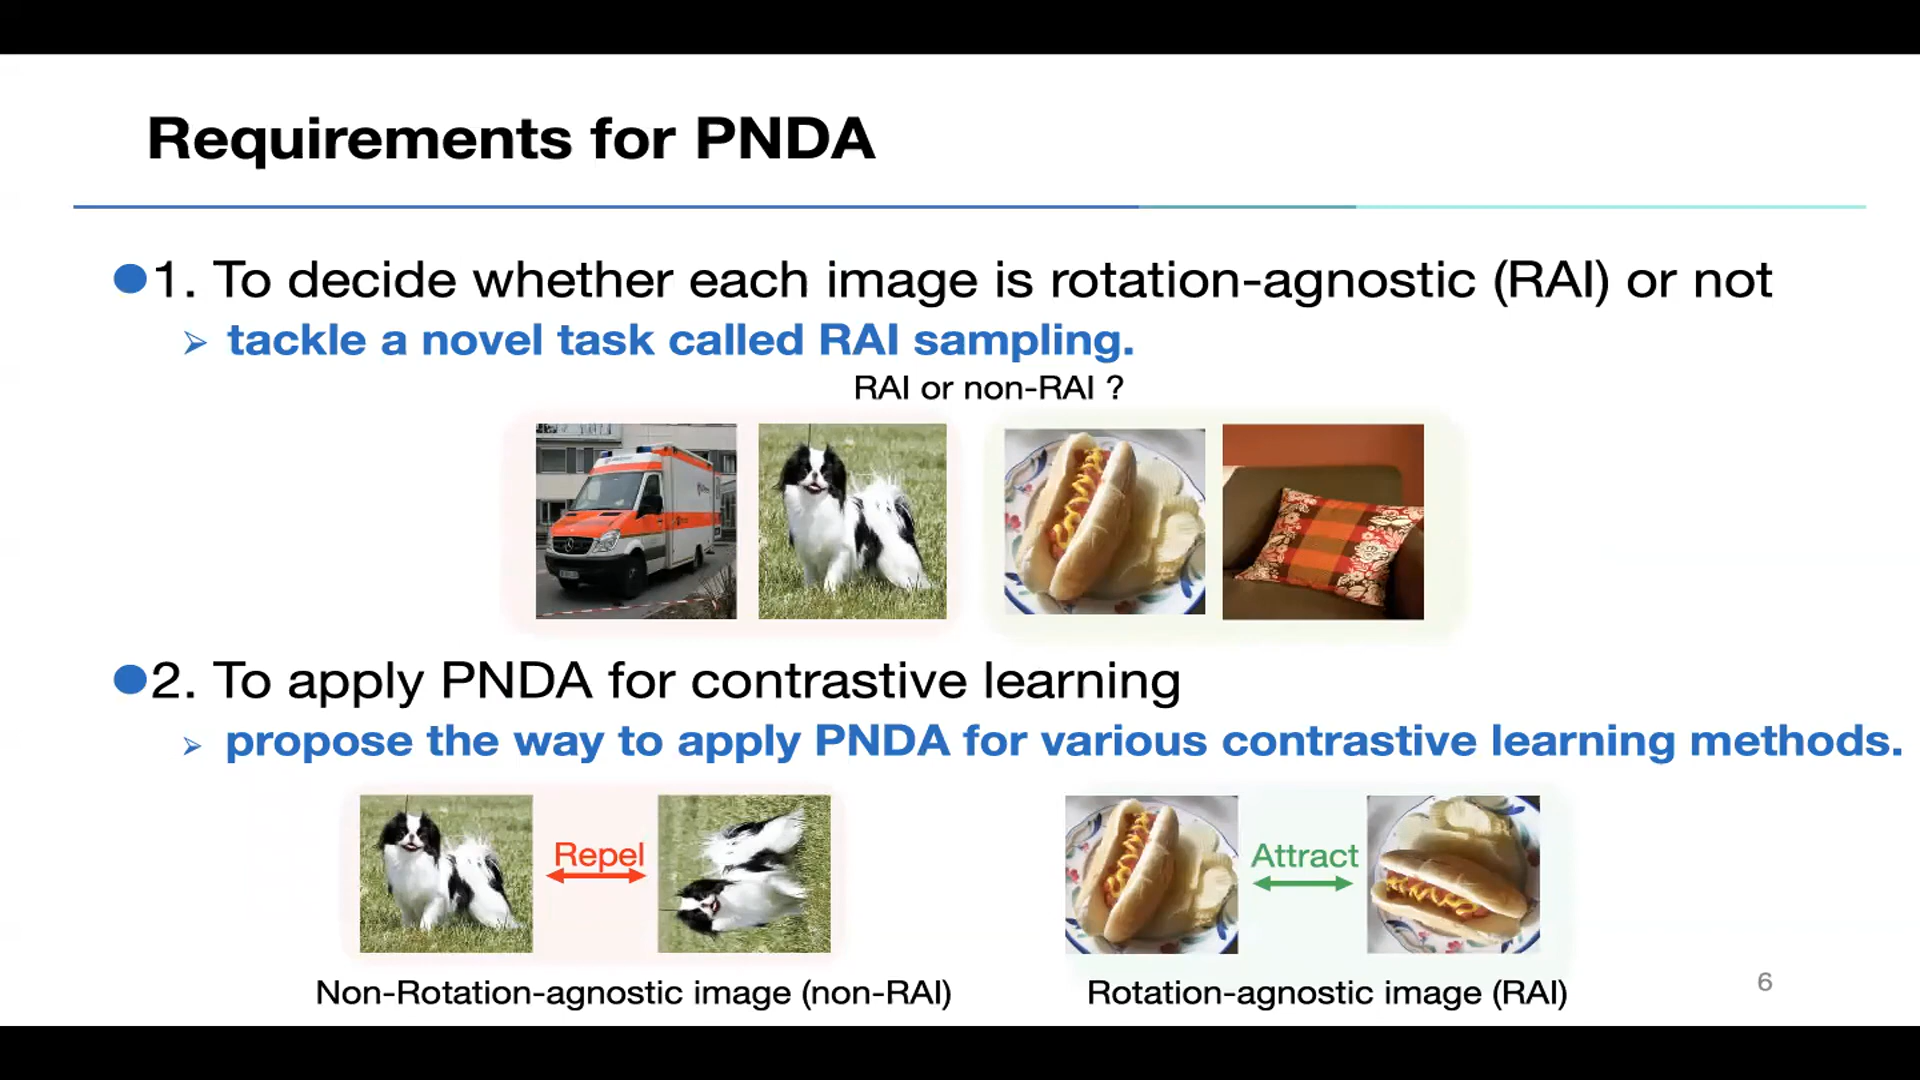 Requirements for PNDA
1. To decide whether each image is rotation-agnostic (RAI) or not
tackle a novel task called RAI sampling.
RAI or non-RAI ?
2. To apply PNDA for contrastive learning
propose the way to apply PNDA for various contrastive learning methods.
Repel
Attract
Non-Rotation-agnostic image (non-RAI)
Rotation-agnostic image (RAI)
6